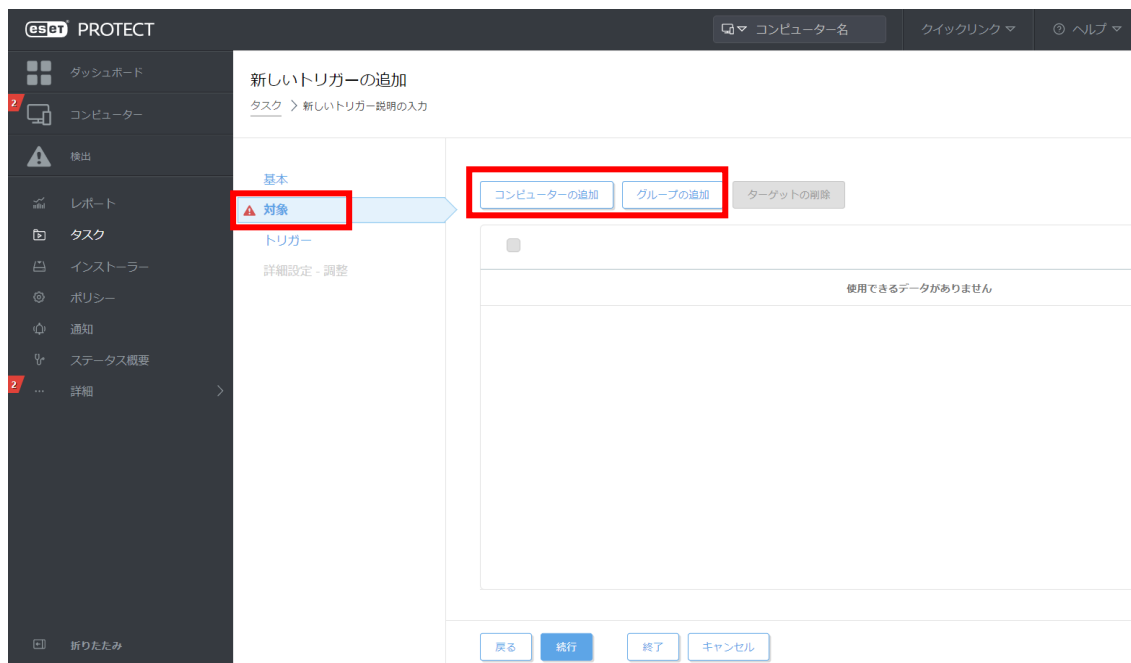 eset PROTECT
コンピューター名
クイックリンク
ヘルプ
ダッシュボード
2
コンピューター
検出
レポート
タスク
インストーラー
ポリシー
通知
ステータス概要
2
詳細
折りたたみ
新しいトリガーの追加
タスク > 新しいトリガー説明の入力
基本
対象
トリガー
詳細設定 - 調整
コンピューターの追加 グループの追加 ターゲットの削除
使用できるデータがありません
戻る 続行 終了 キャンセル